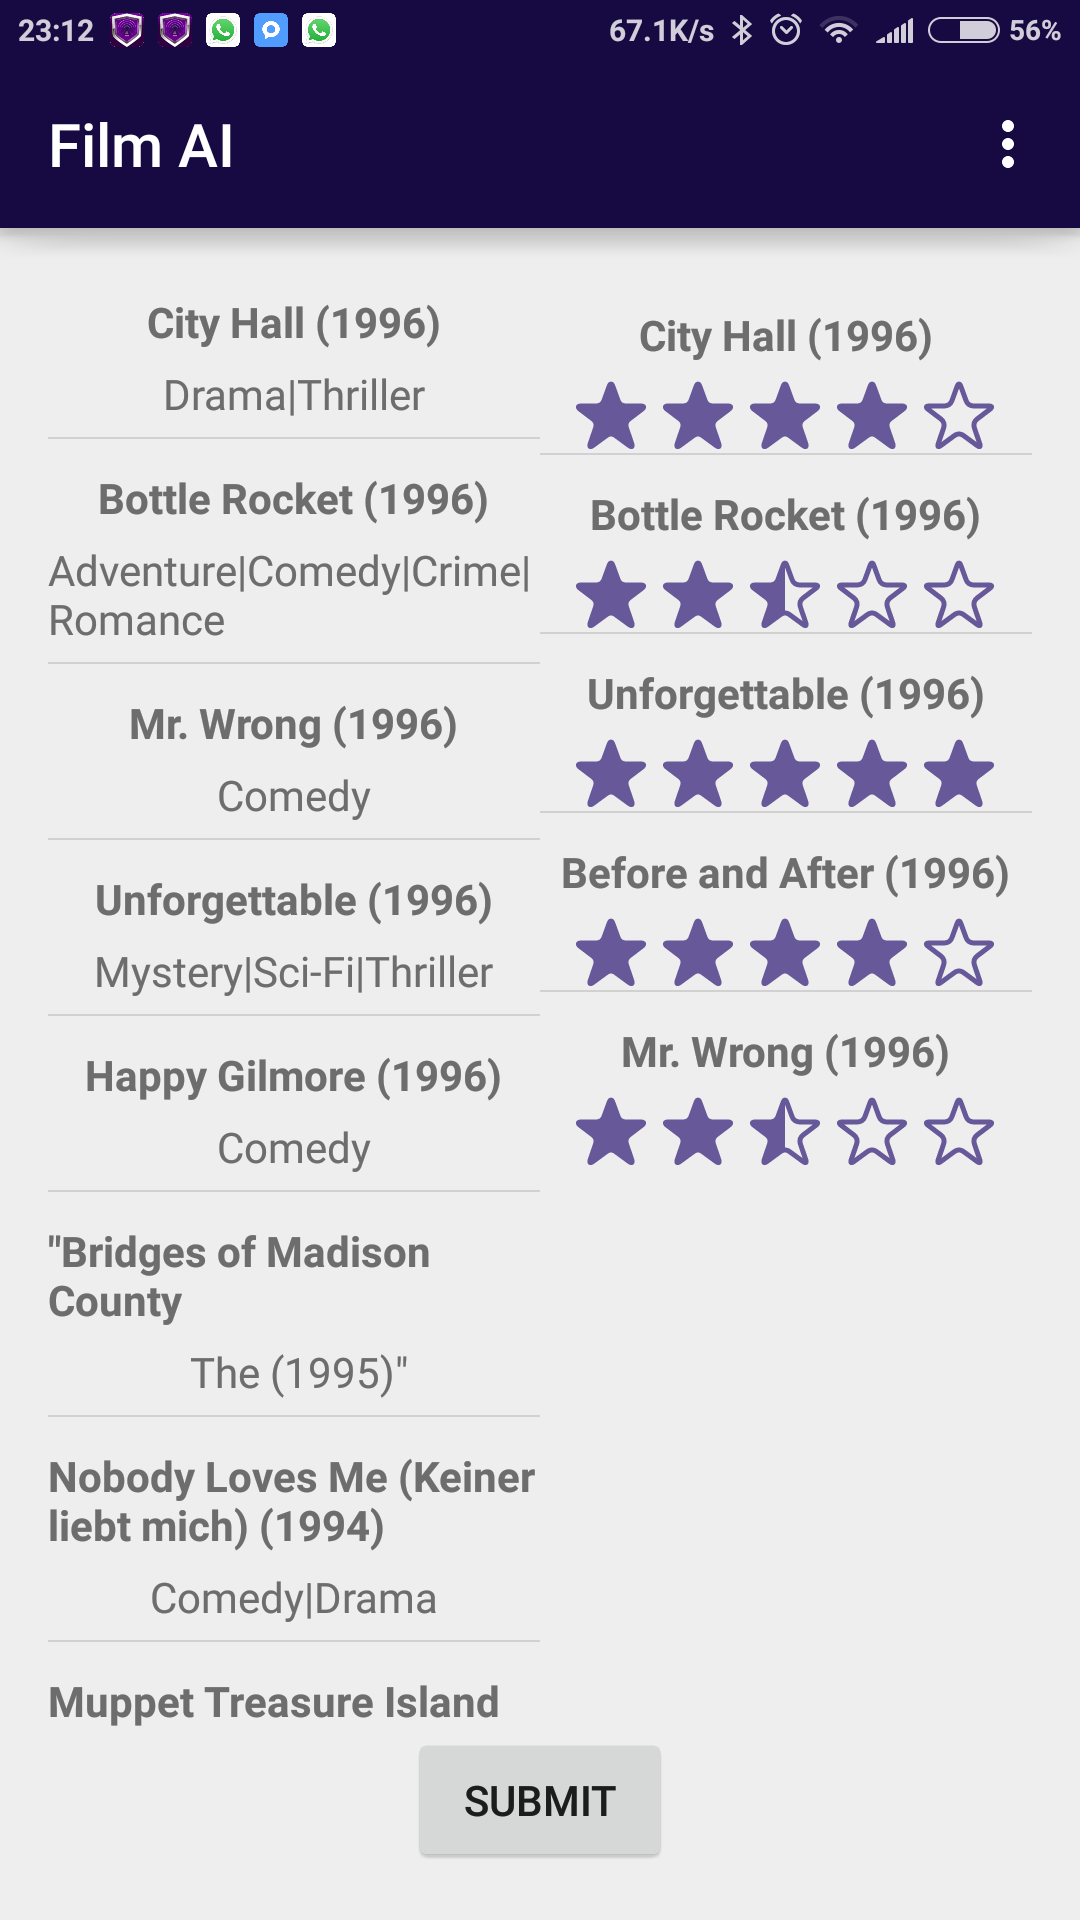 23:12
67.1K/s
56%
Film AI
City Hall (1996)
Drama|Thriller
Bottle Rocket (1996)
Adventure|Comedy|Crime|
Romance
Mr. Wrong (1996)
Comedy
Unforgettable (1996)
Mystery|Sci-Fi|Thriller
Happy Gilmore (1996)
Comedy
"Bridges of Madison
County
The (1995)"
Nobody Loves Me (Keiner
liebt mich) (1994)
Comedy|Drama
Muppet Treasure Island
City Hall (1996)
Bottle Rocket (1996)
Unforgettable (1996)
Before and After (1996)
Mr. Wrong (1996)
SUBMIT